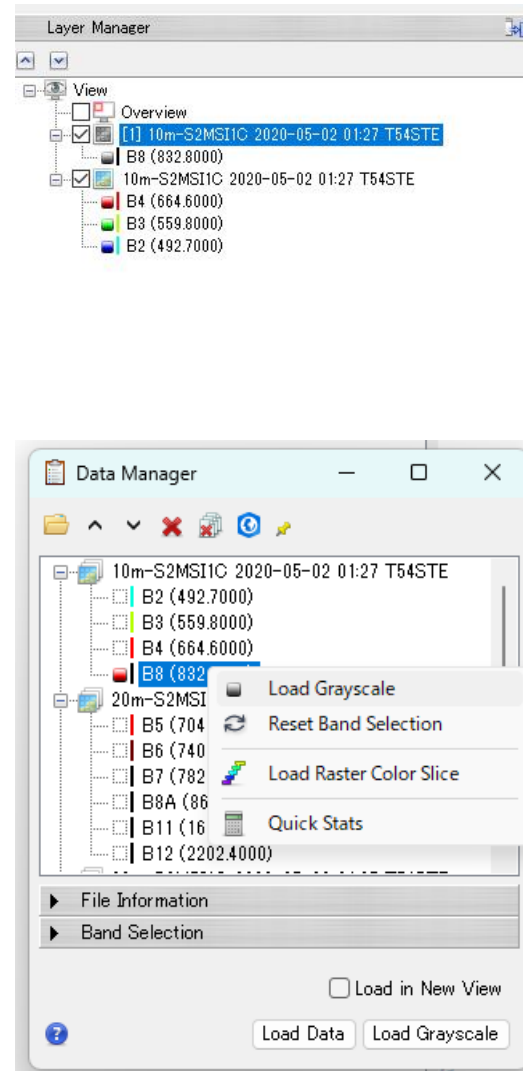 Layer Manager
View
Overview
[1] 10m-S2MSI1C 2020-05-02 01:27 T54STE
B8 (832.8000)
10m-S2MSI1C 2020-05-02 01:27 T54STE
B4 (664.6000)
B3 (559.8000)
B2 (492.7000)
Data Manager
10m-S2MSI1C 2020-05-02 01:27 T54STE
B2 (492.7000)
B3 (559.8000)
B4 (664.6000)
B8 (832
20m-S2MSI
B5 (704
B6 (740
B7 (782
B8A (86
B11 (16
B12 (2202.4000)
Load Grayscale
Reset Band Selection
Load Raster Color Slice
Quick Stats
File Information
Band Selection
Load in New View
Load Data
Load Grayscale